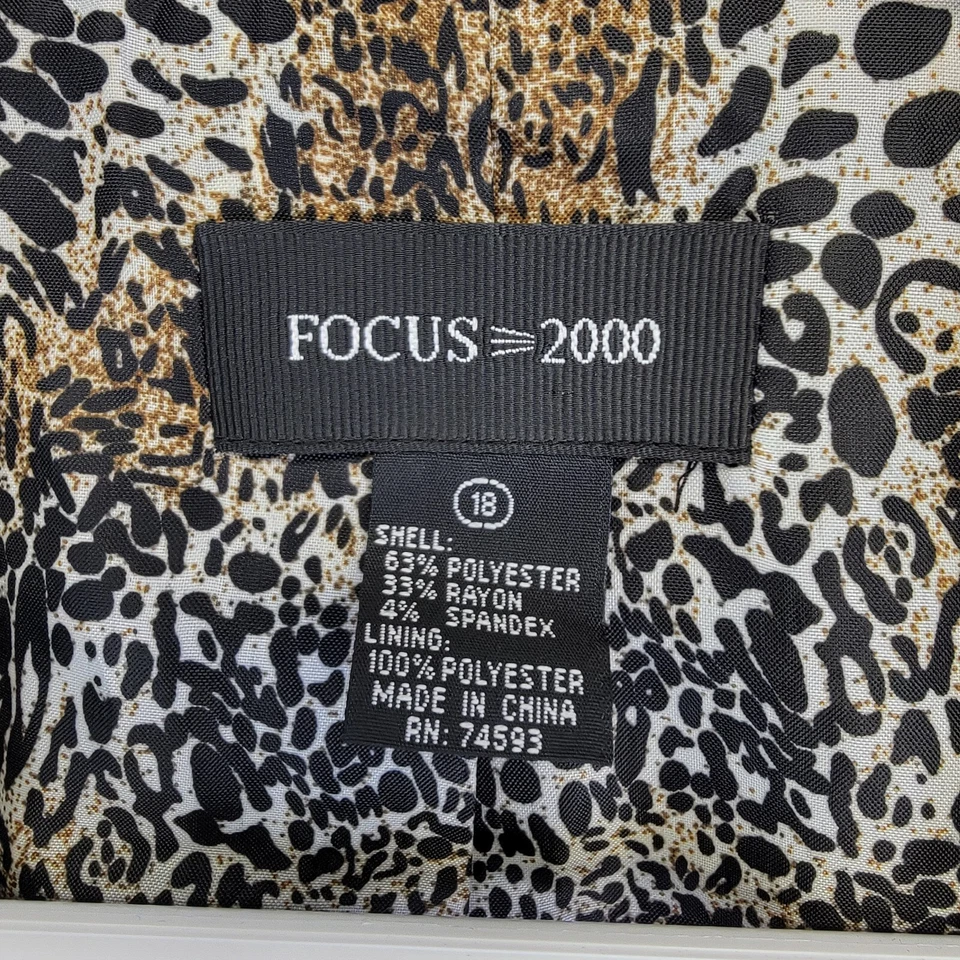 FOCUS 2000
18
SHELL:
63% POLYESTER
33% RAYON
4% SPANDEX
LINING:
100% POLYESTER
MADE IN CHINA
RN: 74593